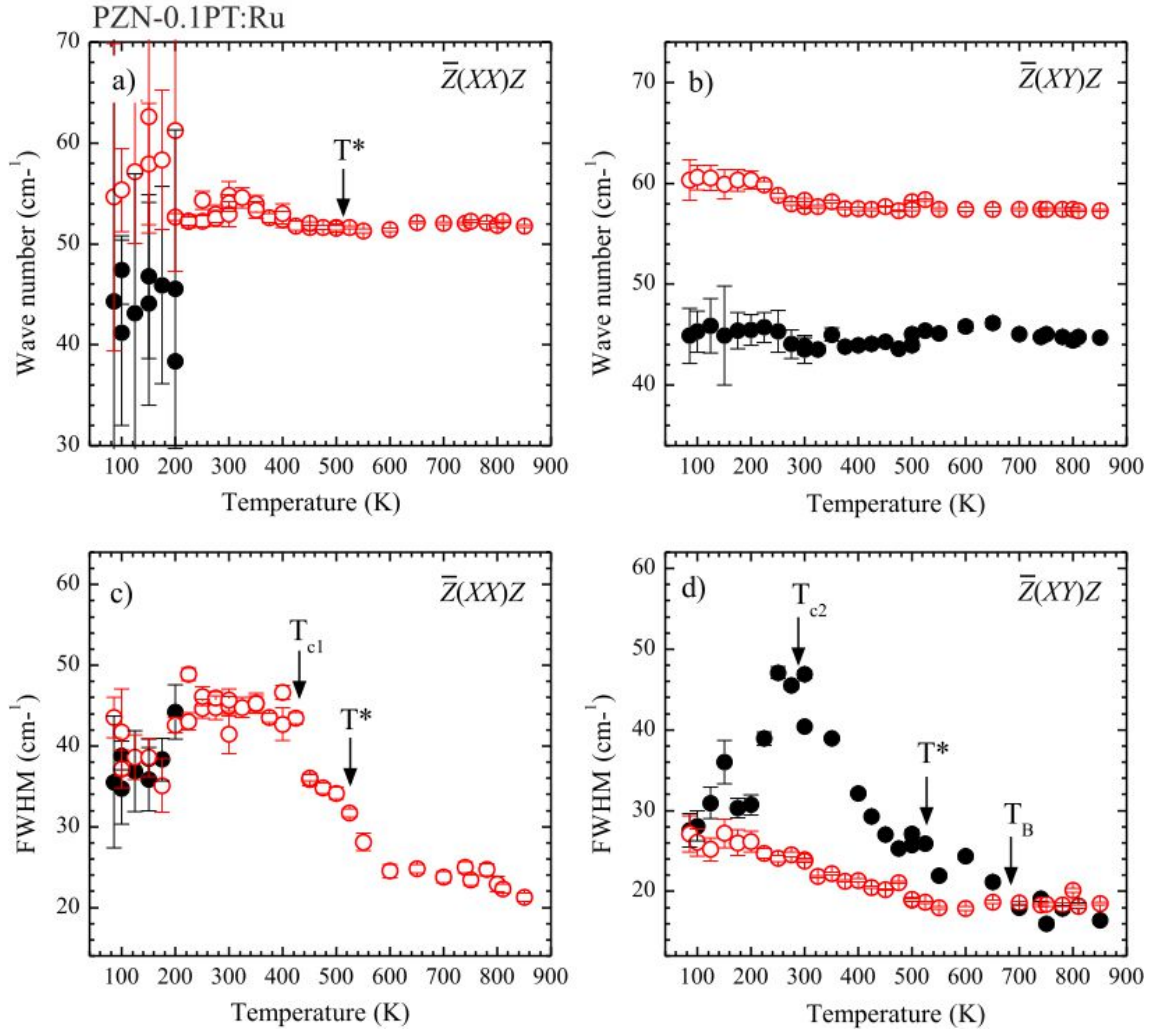 PZN-0.1PT:Ru
a)
Z̅(XX)Z
T*
Wave number (cm-¹)
70
60
50
40
30
100 200 300 400 500 600 700 800 900
Temperature (K)
b)
Z̅(XY)Z
Wave number (cm-¹)
70
60
50
40
100 200 300 400 500 600 700 800 900
Temperature (K)
c)
Z̅(XX)Z
Tc1
T*
FWHM (cm-¹)
60
50
40
30
20
100 200 300 400 500 600 700 800 900
Temperature (K)
d)
Z̅(XY)Z
Tc2
T*
TB
FWHM (cm-¹)
60
50
40
30
20
100 200 300 400 500 600 700 800 900
Temperature (K)